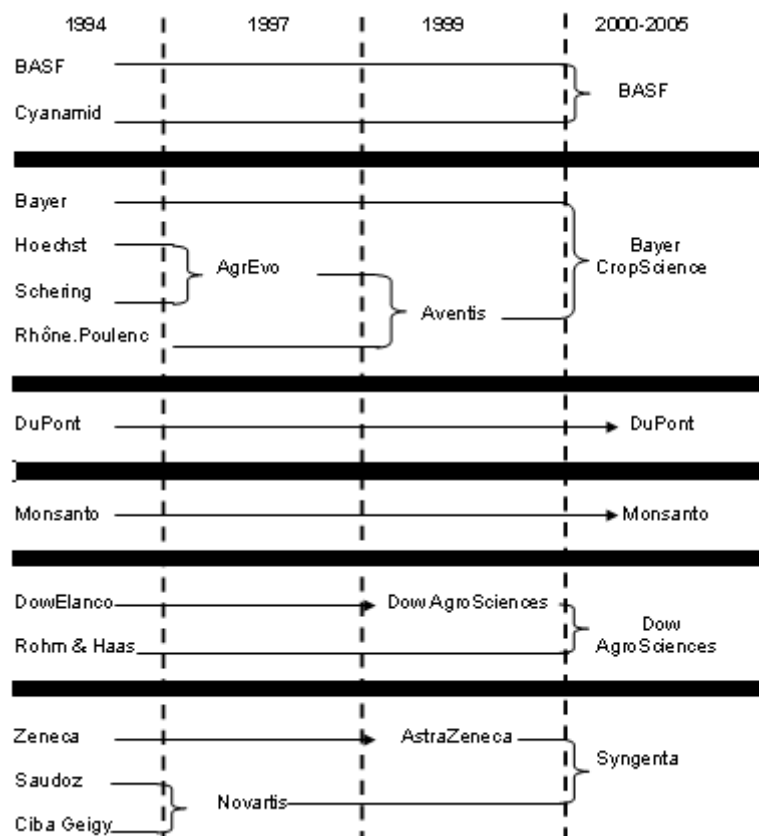 1994 1997 1999 2000-2005
BASF
BASF
Cyanamid
Bayer
Hoechst
Bayer
CropScience
AgrEvo
Schering
Aventis
Rhône.Poulenc
DuPont DuPont
Monsanto Monsanto
DowElanco Dow AgroSciences
Dow
AgroSciences
Rohm & Haas
Zeneca AstraZeneca
Syngenta
Saudoz
Novartis
Ciba Geigy